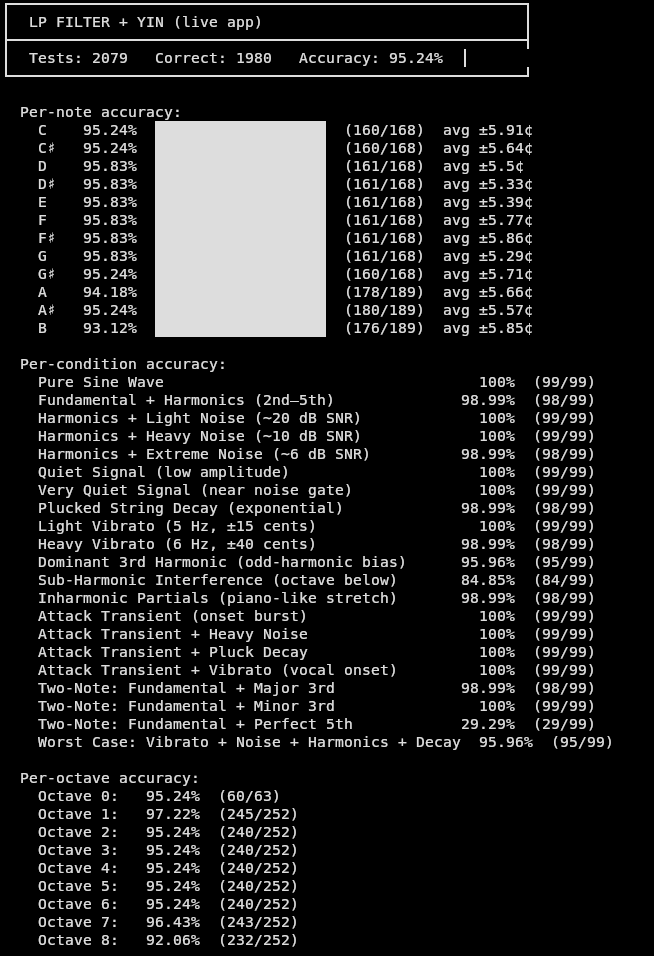 LP FILTER + YIN (live app)
Tests: 2079   Correct: 1980   Accuracy: 95.24%
Per-note accuracy:
C    95.24%    (160/168)  avg ±5.91¢
C♯   95.24%    (160/168)  avg ±5.64¢
D    95.83%    (161/168)  avg ±5.5¢
D♯   95.83%    (161/168)  avg ±5.33¢
E    95.83%    (161/168)  avg ±5.39¢
F    95.83%    (161/168)  avg ±5.77¢
F♯   95.83%    (161/168)  avg ±5.86¢
G    95.83%    (161/168)  avg ±5.29¢
G♯   95.24%    (160/168)  avg ±5.71¢
A    94.18%    (178/189)  avg ±5.66¢
A♯   95.24%    (180/189)  avg ±5.57¢
B    93.12%    (176/189)  avg ±5.85¢
Per-condition accuracy:
Pure Sine Wave    100%  (99/99)
Fundamental + Harmonics (2nd–5th)    98.99%  (98/99)
Harmonics + Light Noise (~20 dB SNR)    100%  (99/99)
Harmonics + Heavy Noise (~10 dB SNR)    100%  (99/99)
Harmonics + Extreme Noise (~6 dB SNR)    98.99%  (98/99)
Quiet Signal (low amplitude)    100%  (99/99)
Very Quiet Signal (near noise gate)    100%  (99/99)
Plucked String Decay (exponential)    98.99%  (98/99)
Light Vibrato (5 Hz, ±15 cents)    100%  (99/99)
Heavy Vibrato (6 Hz, ±40 cents)    98.99%  (98/99)
Dominant 3rd Harmonic (odd-harmonic bias)    95.96%  (95/99)
Sub-Harmonic Interference (octave below)    84.85%  (84/99)
Inharmonic Partials (piano-like stretch)    98.99%  (98/99)
Attack Transient (onset burst)    100%  (99/99)
Attack Transient + Heavy Noise    100%  (99/99)
Attack Transient + Pluck Decay    100%  (99/99)
Attack Transient + Vibrato (vocal onset)    100%  (99/99)
Two-Note: Fundamental + Major 3rd    98.99%  (98/99)
Two-Note: Fundamental + Minor 3rd    100%  (99/99)
Two-Note: Fundamental + Perfect 5th    29.29%  (29/99)
Worst Case: Vibrato + Noise + Harmonics + Decay  95.96%  (95/99)
Per-octave accuracy:
Octave 0:   95.24%  (60/63)
Octave 1:   97.22%  (245/252)
Octave 2:   95.24%  (240/252)
Octave 3:   95.24%  (240/252)
Octave 4:   95.24%  (240/252)
Octave 5:   95.24%  (240/252)
Octave 6:   95.24%  (240/252)
Octave 7:   96.43%  (243/252)
Octave 8:   92.06%  (232/252)